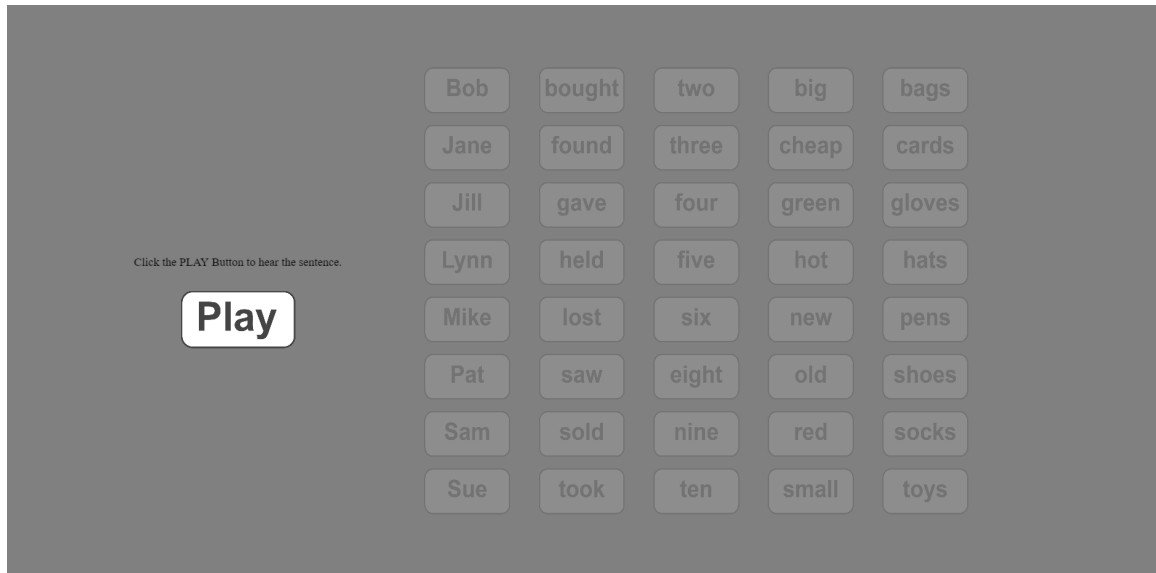 Click the PLAY Button to hear the sentence.
Play
Bob bought two big bags
Jane found three cheap cards
Jill gave four green gloves
Lynn held five hot hats
Mike lost six new pens
Pat saw eight old shoes
Sam sold nine red socks
Sue took ten small toys